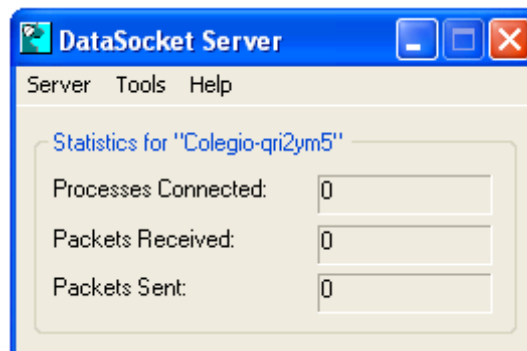 DataSocket Server
Server Tools Help
Statistics for "Colegio-qri2ym5"
Processes Connected: 0
Packets Received: 0
Packets Sent: 0